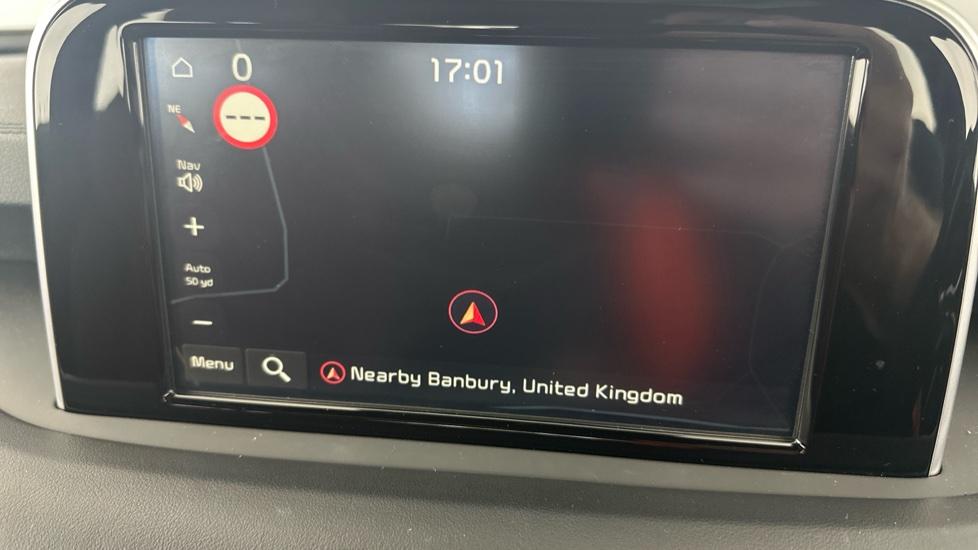 0
17:01
---
NE
Nav
+
Auto
50 yd
−
Menu
Nearby Banbury, United Kingdom